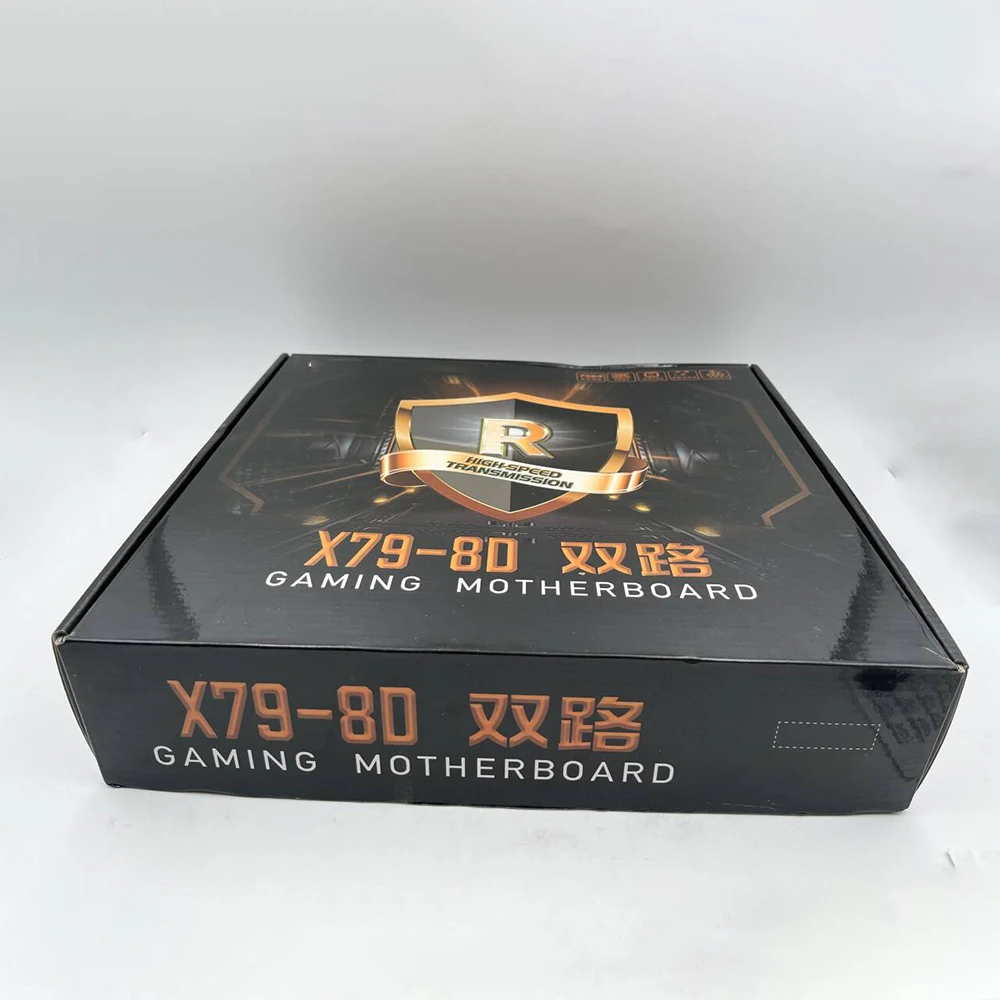 R
HIGH-SPEED
TRANSMISSION
X79-8D 双路
GAMING MOTHERBOARD
X79-8D 双路
GAMING MOTHERBOARD